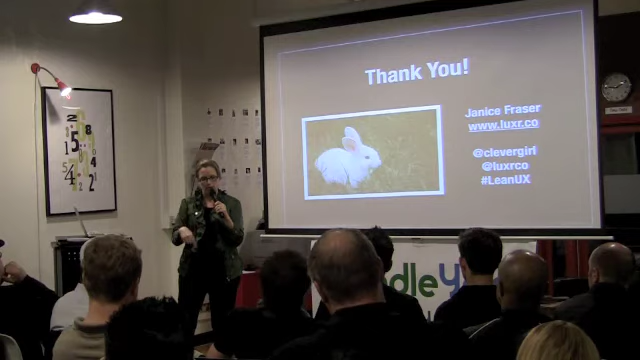 Thank You!
Janice Fraser
www.luxr.co
@clevergirl
@luxrco
#LeanUX